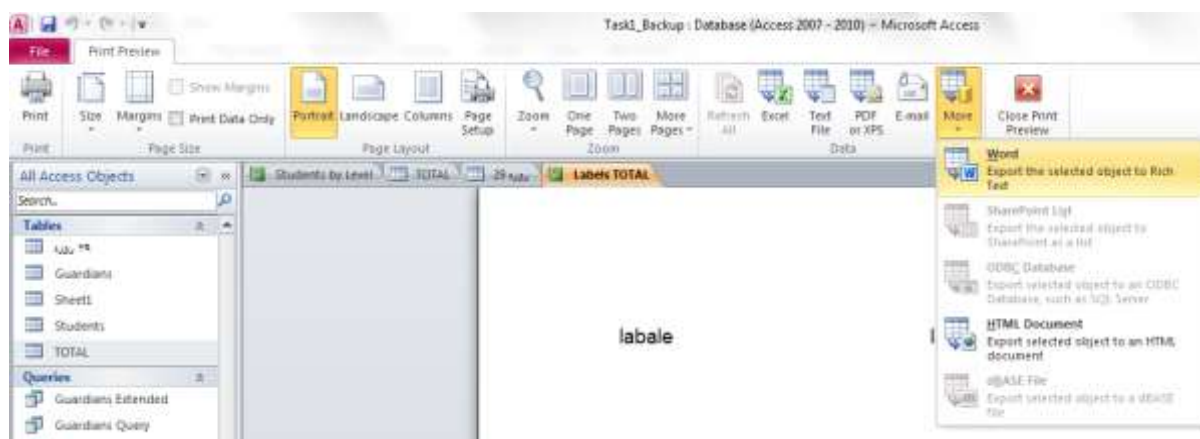 Task1_Backup : Database (Access 2007 - 2010) – Microsoft Access
File Print Preview
Show Margins
Print Size Margins Print Data Only Portrait Landscape Columns Page Setup Zoom One Page Two Pages More Pages Refresh All Excel Text File PDF or XPS E-mail More Close Print Preview
Print Page Size Page Layout Zoom Data
All Access Objects Students by Level TOTAL 29 Labels TOTAL
Search..
Tables
Guardians
Sheet1
Students
TOTAL
Queries
Guardians Extended
Guardians Query
labale
Word
Export the selected object to Rich
Text
SharePoint List
Export the selected object to
SharePoint as a list
ODBC Database
Export selected object to an ODBC
Database, such as SQL Server
HTML Document
Export selected object to an HTML
document
dBASE File
Export selected object to a dBASE
file